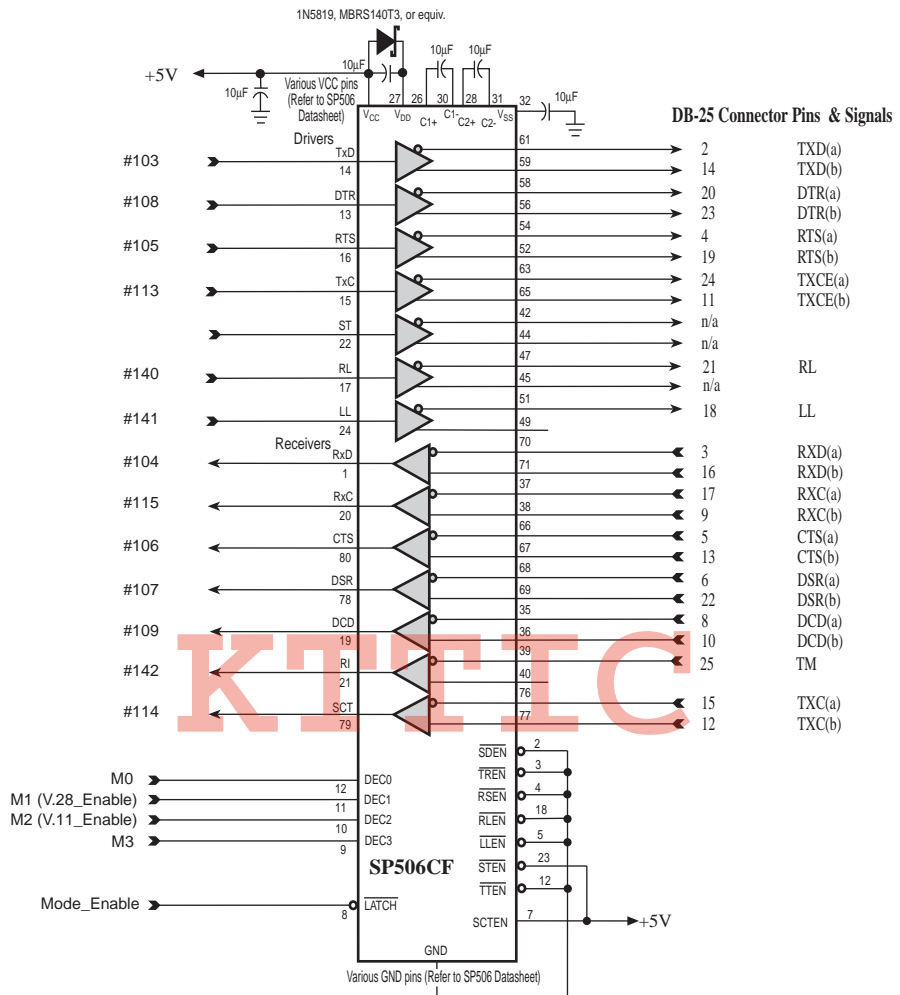 1N5819, MBRS140T3, or equiv.
+5V
10µF
10µF
10µF
10µF
10µF
Various VCC pins
(Refer to SP506
Datasheet)
27 26 30 28 31 32
VCC VDD C1+ C1- C2+ C2- VSS
DB-25 Connector Pins & Signals
Drivers
#103 TxD 14 61 2 TXD(a)
59 14 TXD(b)
#108 DTR 13 58 20 DTR(a)
56 23 DTR(b)
#105 RTS 16 54 4 RTS(a)
52 19 RTS(b)
#113 TxC 15 63 24 TXCE(a)
65 11 TXCE(b)
ST 22 42 n/a
44 n/a
#140 RL 17 47 21 RL
45 n/a
#141 LL 24 51 18 LL
49
Receivers
#104 RxD 1 70 3 RXD(a)
71 16 RXD(b)
#115 RxC 20 37 17 RXC(a)
38 9 RXC(b)
#106 CTS 80 66 5 CTS(a)
67 13 CTS(b)
#107 DSR 78 68 6 DSR(a)
69 22 DSR(b)
#109 DCD 19 35 8 DCD(a)
36 10 DCD(b)
#142 RI 21 39 25 TM
40
#114 SCT 79 76 15 TXC(a)
77 12 TXC(b)
KTTIC
SDEN 2
TREN 3
RSEN 4
RLEN 18
LLEN 5
STEN 23
TTEN 12
SCTEN 7 +5V
M0 DEC0 12
M1 (V.28_Enable) DEC1 11
M2 (V.11_Enable) DEC2 10
M3 DEC3 9
SP506CF
Mode_Enable LATCH 8
GND
Various GND pins (Refer to SP506 Datasheet)